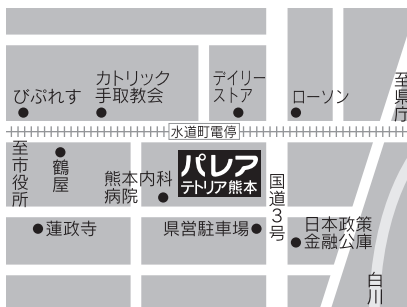 びぷれす
カトリック
手取教会
デイリー
ストア
ローソン
至県庁
水道町電停
至市役所
鶴屋
熊本内科
病院
パレア
テトリア熊本
国道3号
蓮政寺
県営駐車場
日本政策
金融公庫
白川